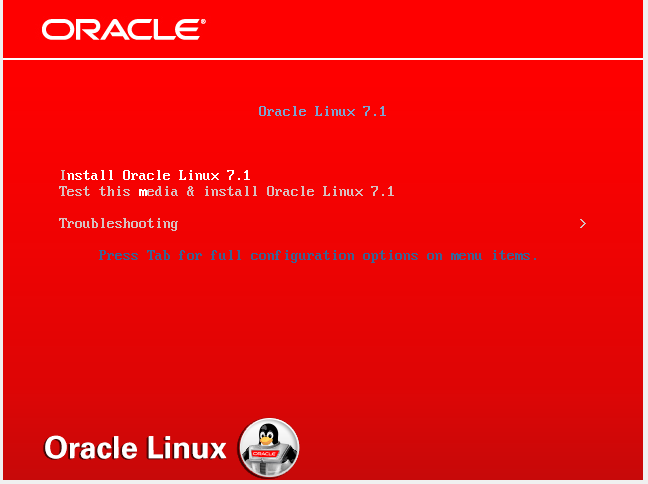 ORACLE®
Oracle Linux 7.1
Install Oracle Linux 7.1
Test this media & install Oracle Linux 7.1
Troubleshooting >
Press Tab for full configuration options on menu items.
Oracle Linux
ORACLE